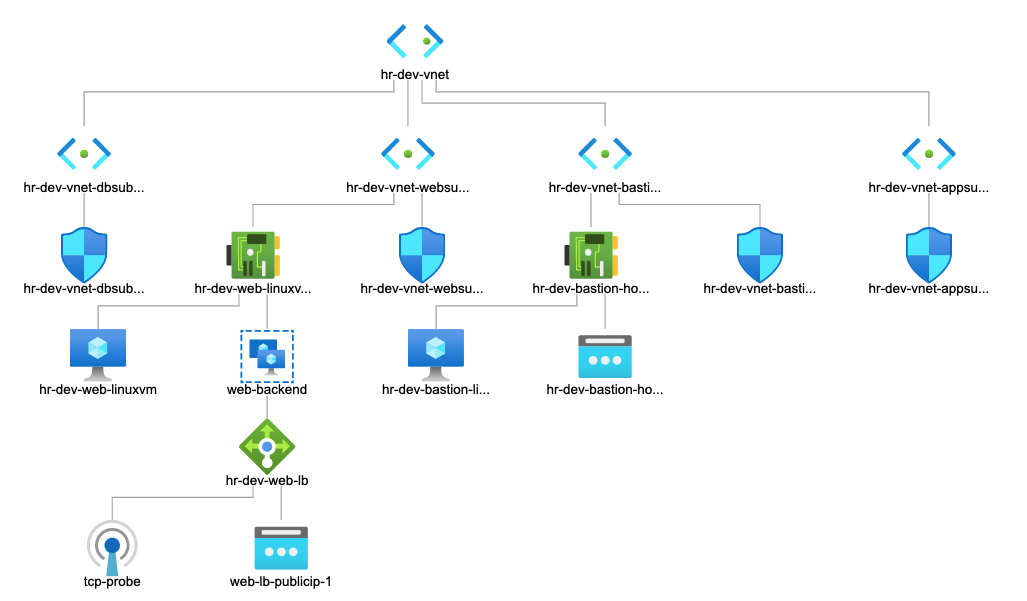 hr-dev-vnet
hr-dev-vnet-dbsub...
hr-dev-vnet-websu...
hr-dev-vnet-basti...
hr-dev-vnet-appsu...
hr-dev-vnet-dbsub...
hr-dev-web-linuxv...
hr-dev-vnet-websu...
hr-dev-bastion-ho...
hr-dev-vnet-basti...
hr-dev-vnet-appsu...
hr-dev-web-linuxvm
web-backend
hr-dev-bastion-li...
hr-dev-bastion-ho...
hr-dev-web-lb
tcp-probe
web-lb-publicip-1